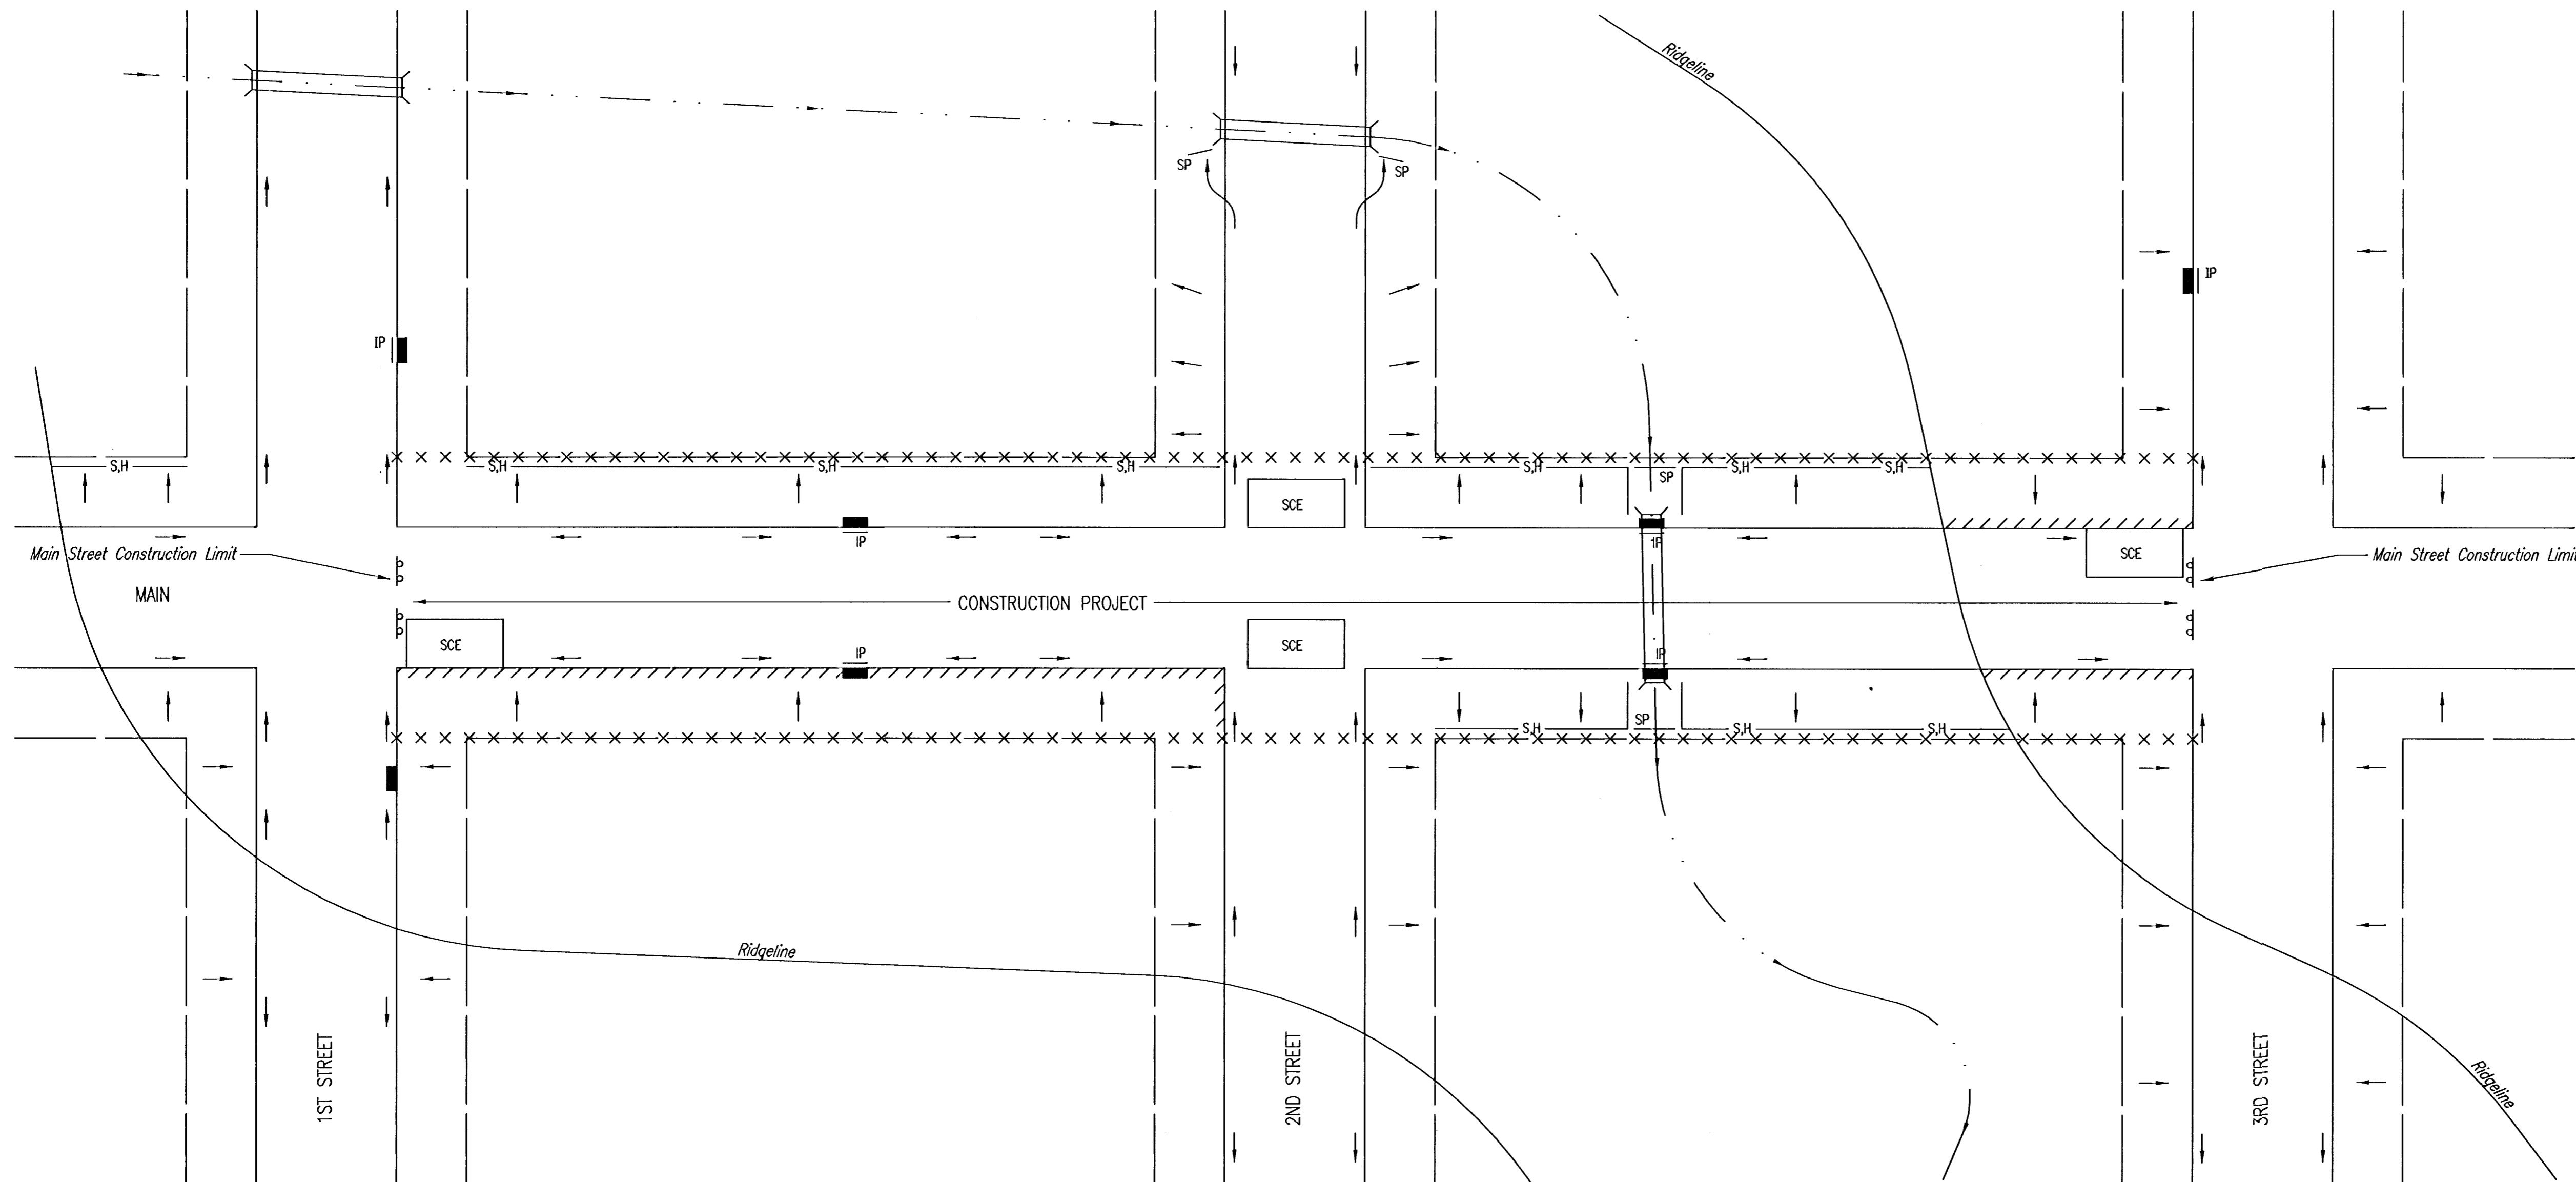 Ridgeline
SP
SP
IP
IP
S,H
S,H
S,H
S,H
S,H
SP
S,H
S,H
SCE
Main Street Construction Limit
IP
1P
SCE
Main Street Construction Limit
MAIN
CONSTRUCTION PROJECT
SCE
IP
SCE
IP
S,H
SP
S,H
S,H
Ridgeline
1ST STREET
2ND STREET
3RD STREET
Ridgeline